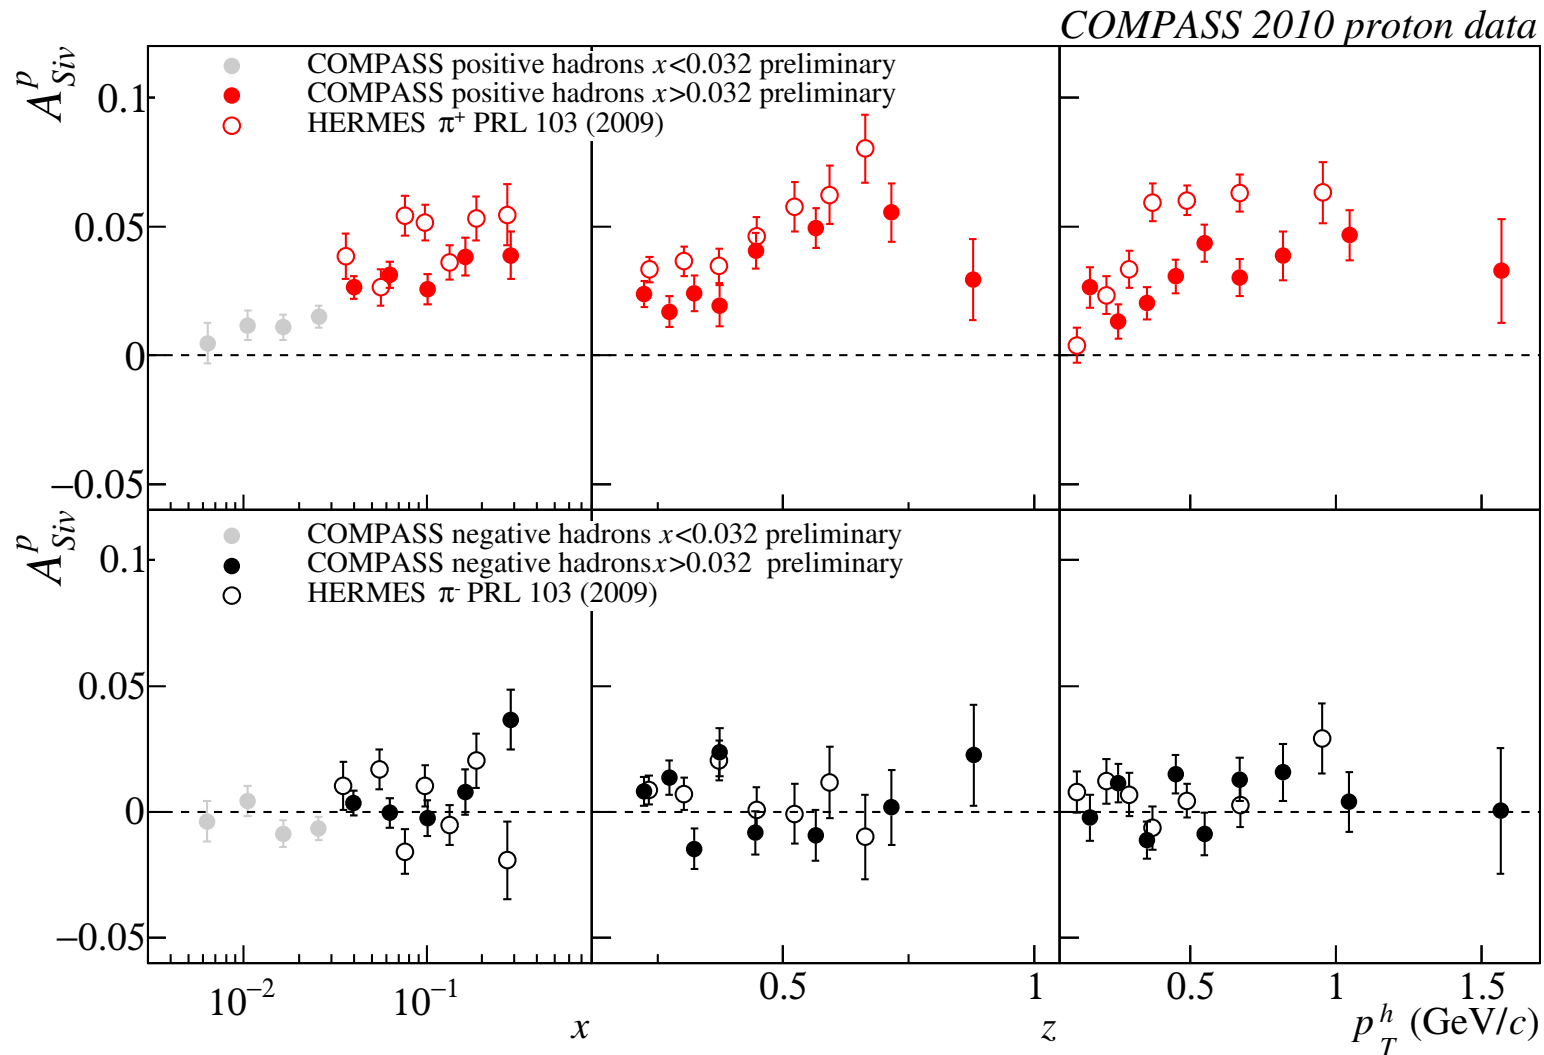 COMPASS 2010 proton data
A^p_Siv
COMPASS positive hadrons x<0.032 preliminary
COMPASS positive hadrons x>0.032 preliminary
HERMES π⁺ PRL 103 (2009)
0.1
0.05
0
−0.05
A^p_Siv
COMPASS negative hadrons x<0.032 preliminary
COMPASS negative hadronsx>0.032 preliminary
HERMES π⁻ PRL 103 (2009)
0.1
0.05
0
−0.05
10⁻² 10⁻¹ 0.5 1 0.5 1 1.5
x z p_T^h (GeV/c)